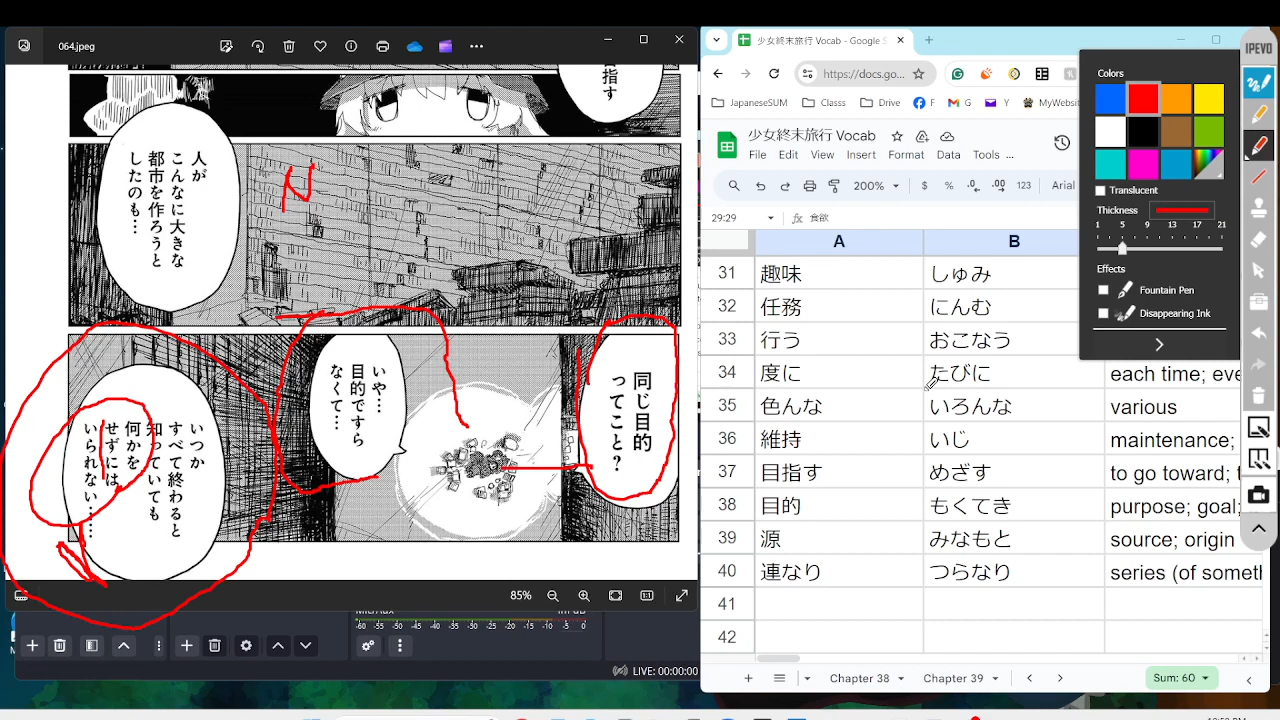 064.jpeg
指す
人が
こんなに大きな
都市を作ろうと
したのも…
同じ目的
ってこと?
いや…
目的ですら
なくて…
いつか
すべて終わると
知っていても
何かを
せずには
いられない……
N
85%
LIVE: 00:00:00
-60 -55 -50 -45 -40 -35 -30 -25 -20 -15 -10 -5 0
少女終末旅行 Vocab - Google S
https://docs.go...
JapaneseSUM
Classs
Drive
F
G
Y
MyWebsit
少女終末旅行 Vocab
File Edit View Insert Format Data Tools ...
200% $ % .0 .00 123 Arial
29:29 fx 食欲
A B
31 趣味 しゅみ
32 任務 にんむ
33 行う おこなう
34 度に たびに each time; eve
35 色んな いろんな various
36 維持 いじ maintenance;
37 目指す めざす to go toward; t
38 目的 もくてき purpose; goal;
39 源 みなもと source; origin
40 連なり つらなり series (of someth
41
42
Chapter 38 Chapter 39 Sum: 60
IPEVO
Colors
Translucent
Thickness
1 5 9 13 17 21
Effects
Fountain Pen
Disappearing Ink